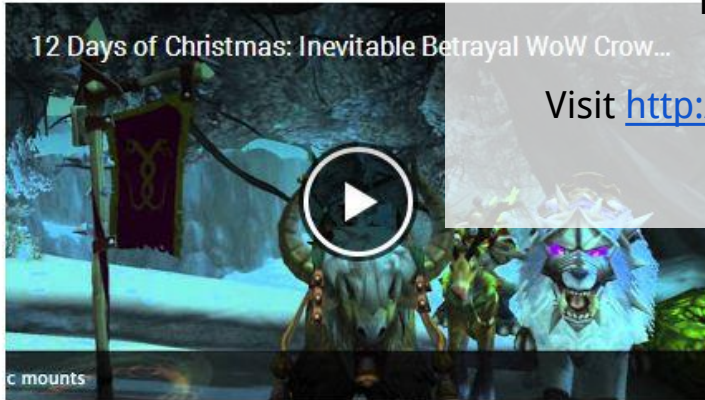 12 Days of Christmas: Inevitable Betrayal WoW Crow...
Visit http:
c mounts